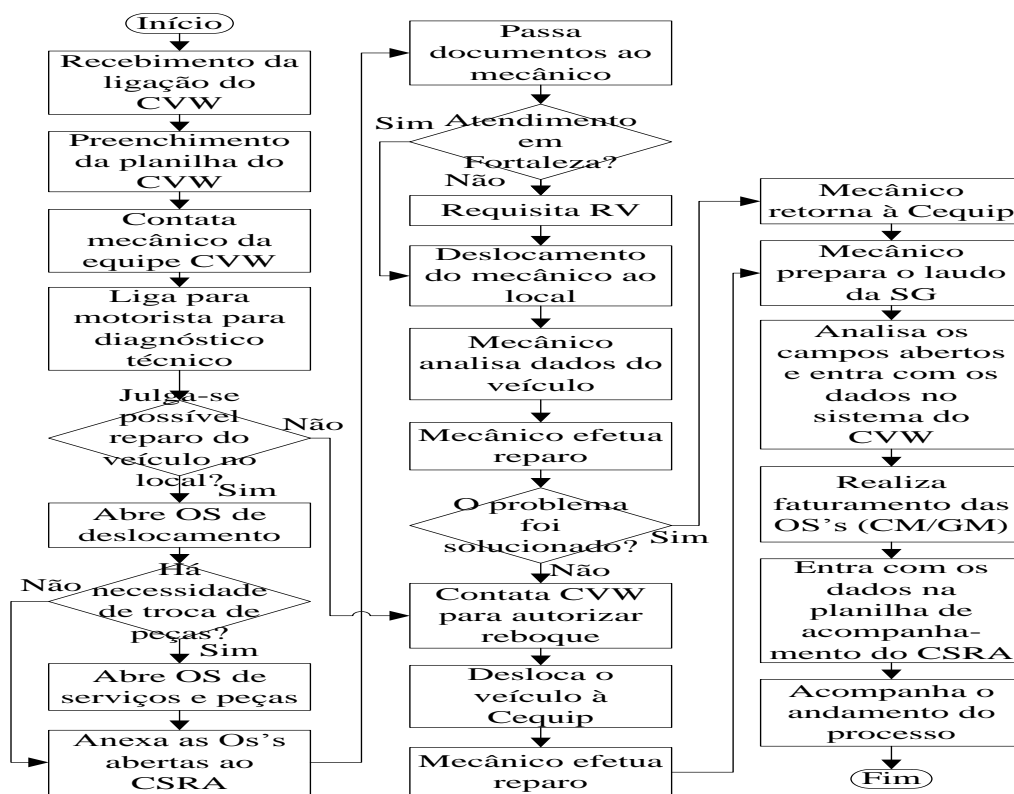 Início
Recebimento da
ligação do
CVW
Preenchimento
da planilha do
CVW
Contata
mecânico da
equipe CVW
Liga para
motorista para
diagnóstico
técnico
Julga-se
possível
reparo do
veículo no
local?
Não
Sim
Abre OS de
deslocamento
Há
necessidade
de troca de
peças?
Não
Sim
Abre OS de
serviços e peças
Anexa as Os's
abertas ao
CSRA
Passa
documentos ao
mecânico
Atendimento
em
Fortaleza?
Sim
Não
Requisita RV
Deslocamento
do mecânico ao
local
Mecânico
analisa dados do
veículo
Mecânico efetua
reparo
O problema
foi
solucionado?
Sim
Não
Contata CVW
para autorizar
reboque
Desloca o
veículo à
Cequip
Mecânico efetua
reparo
Mecânico
retorna à Cequip
Mecânico
prepara o laudo
da SG
Analisa os
campos abertos
e entra com os
dados no
sistema do
CVW
Realiza
faturamento das
OS's (CM/GM)
Entra com os
dados na
planilha de
acompanha-
mento do CSRA
Acompanha o
andamento do
processo
Fim